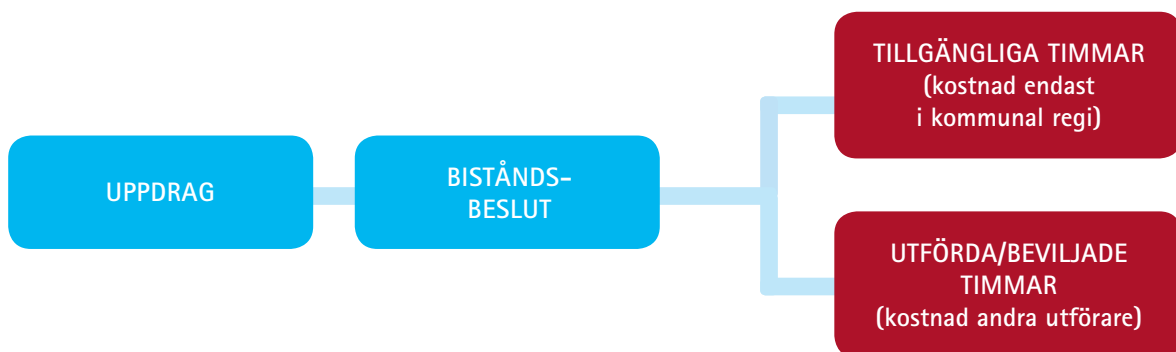 UPPDRAG
BISTÅNDS-
BESLUT
TILLGÄNGLIGA TIMMAR
(kostnad endast
i kommunal regi)
UTFÖRDA/BEVILJADE
TIMMAR
(kostnad andra utförare)